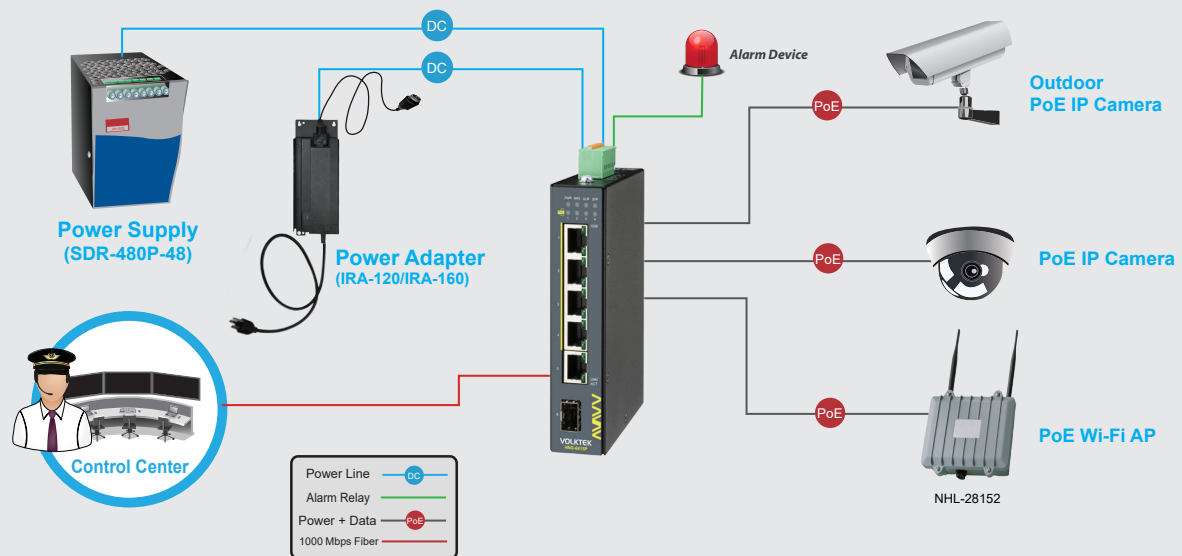 DC
DC
Alarm Device
Outdoor
PoE IP Camera
PoE
Power Supply
(SDR-480P-48)
Power Adapter
(IRA-120/IRA-160)
PoE
PoE IP Camera
PoE
PoE Wi-Fi AP
NHL-28152
VOLKTEK
Control Center
Power Line
DC
Alarm Relay
Power + Data
PoE
1000 Mbps Fiber